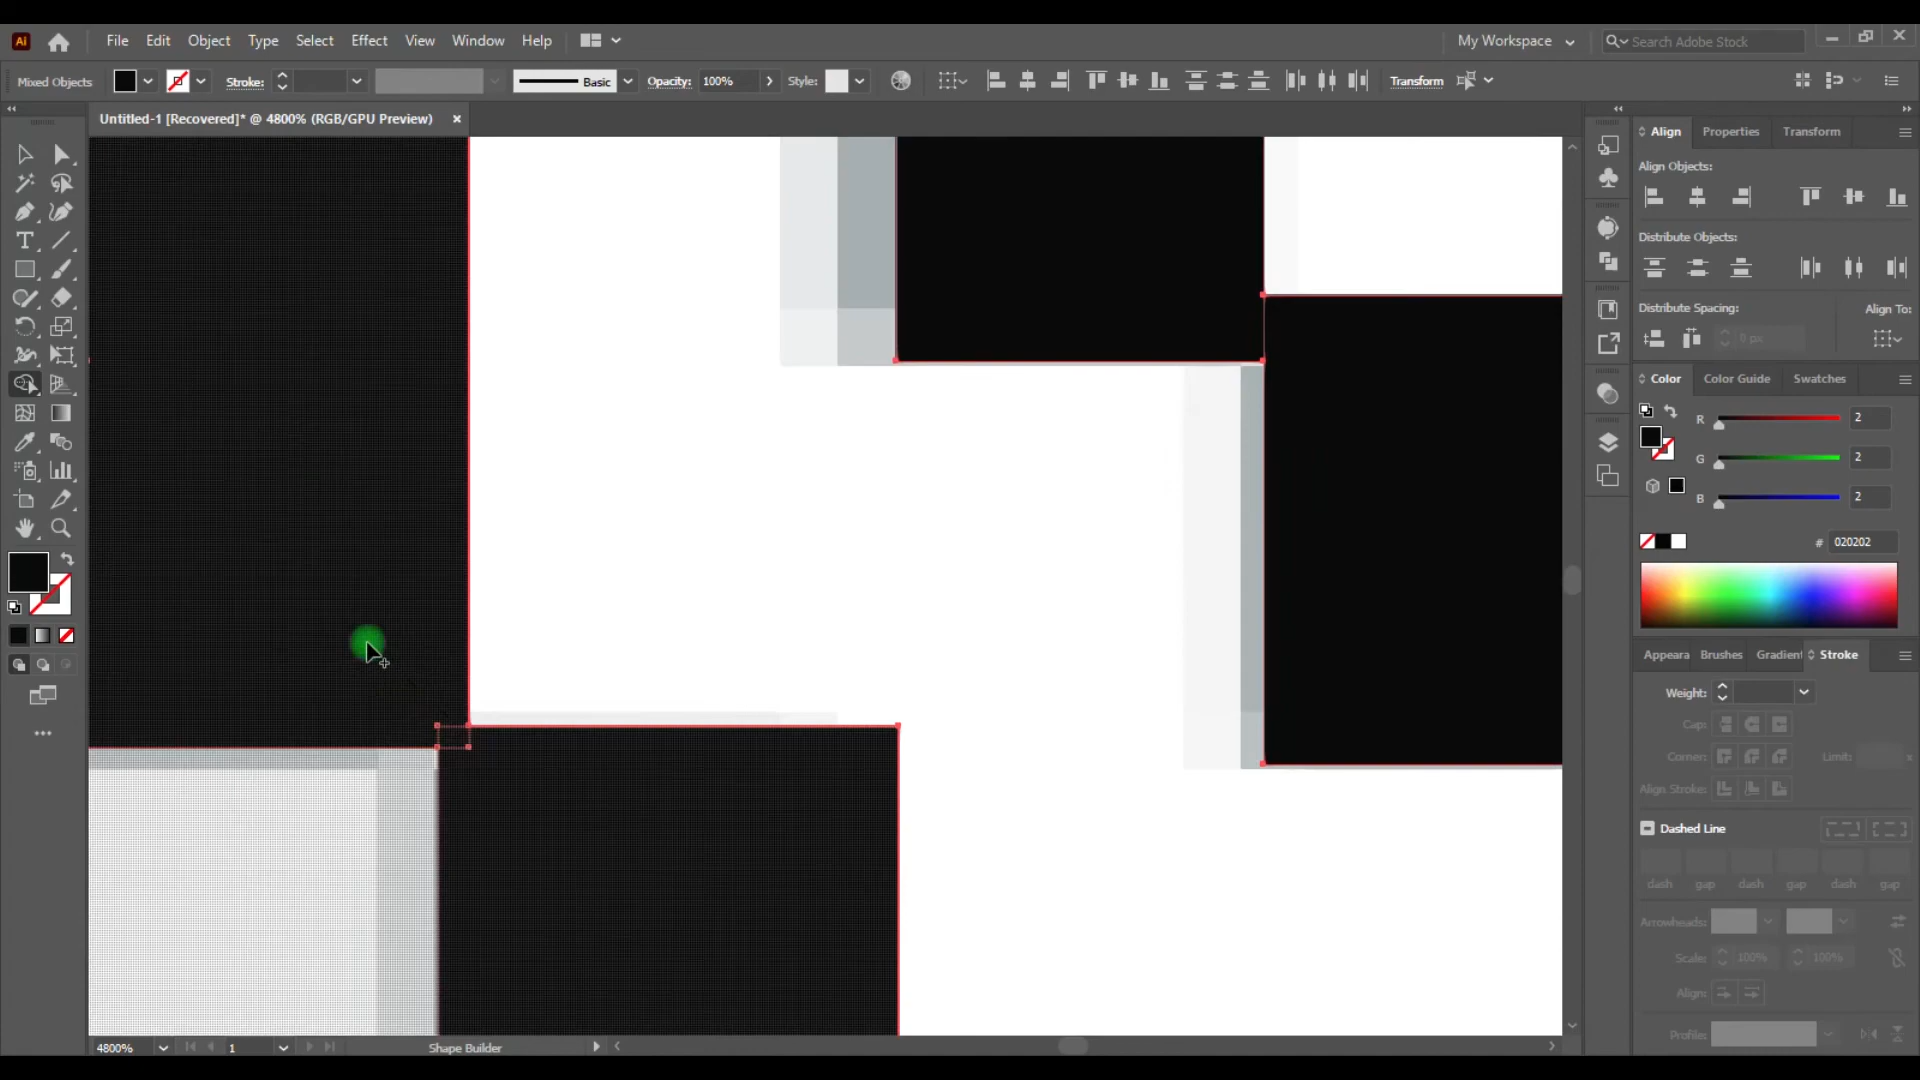 Ai File Edit Object Type Select Effect View Window Help My Workspace Search Adobe Stock
Mixed Objects Stroke: Basic Opacity: 100% Style: Transform
Untitled-1 [Recovered]* @ 4800% (RGB/GPU Preview)
Align Properties Transform
Align Objects:
Distribute Objects:
Distribute Spacing: Align To:
0 px
Color Color Guide Swatches
R 2
G 2
B 2
# 020202
Appeara Brushes Gradient Stroke
Weight:
Cap:
Corner: Limit: x
Align Stroke:
Dashed Line
dash gap dash gap dash gap
Arrowheads:
Scale: 100% 100%
Align:
Profile:
4800% 1 Shape Builder